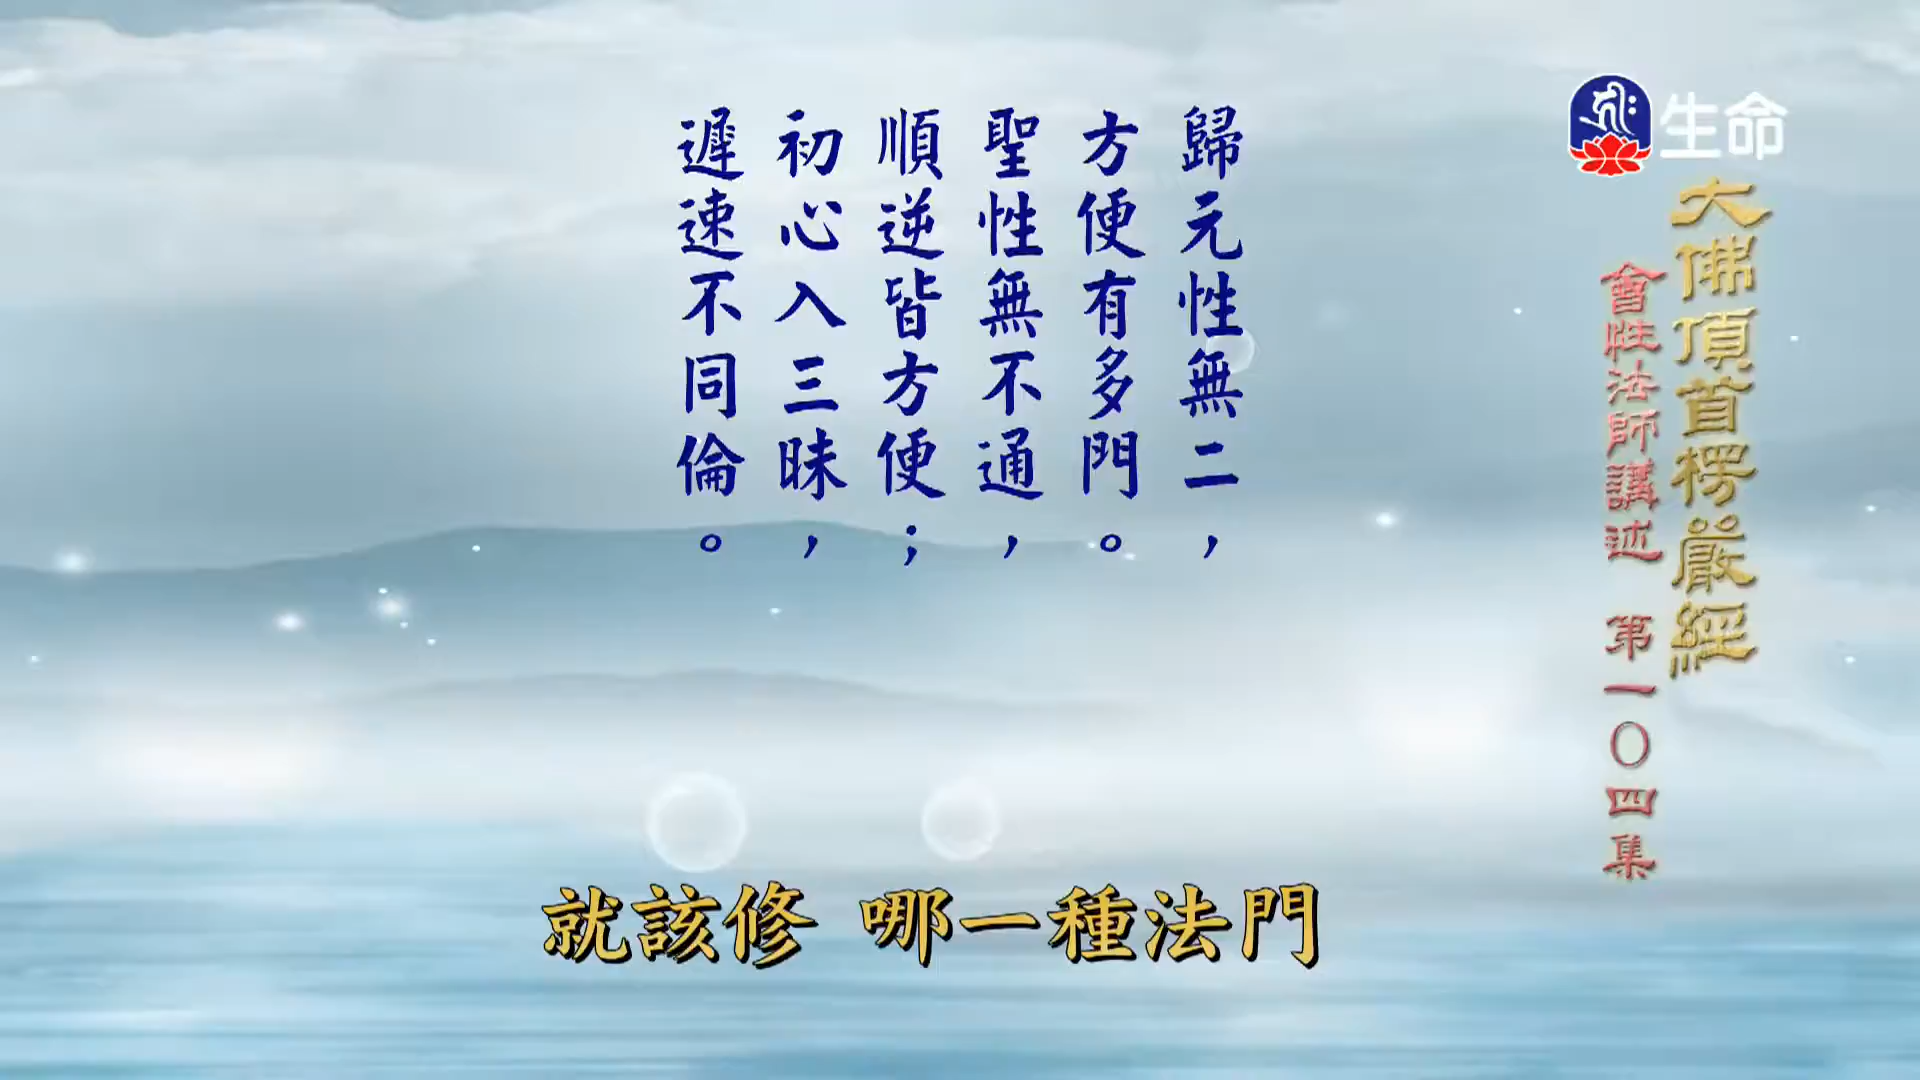 歸元性無二，
方便有多門。
聖性無不通，
順逆皆方便；
初心入三昧，
遲速不同倫。
生命
大佛頂首楞嚴經
會性法師講述 第一〇四集
就該修 哪一種法門